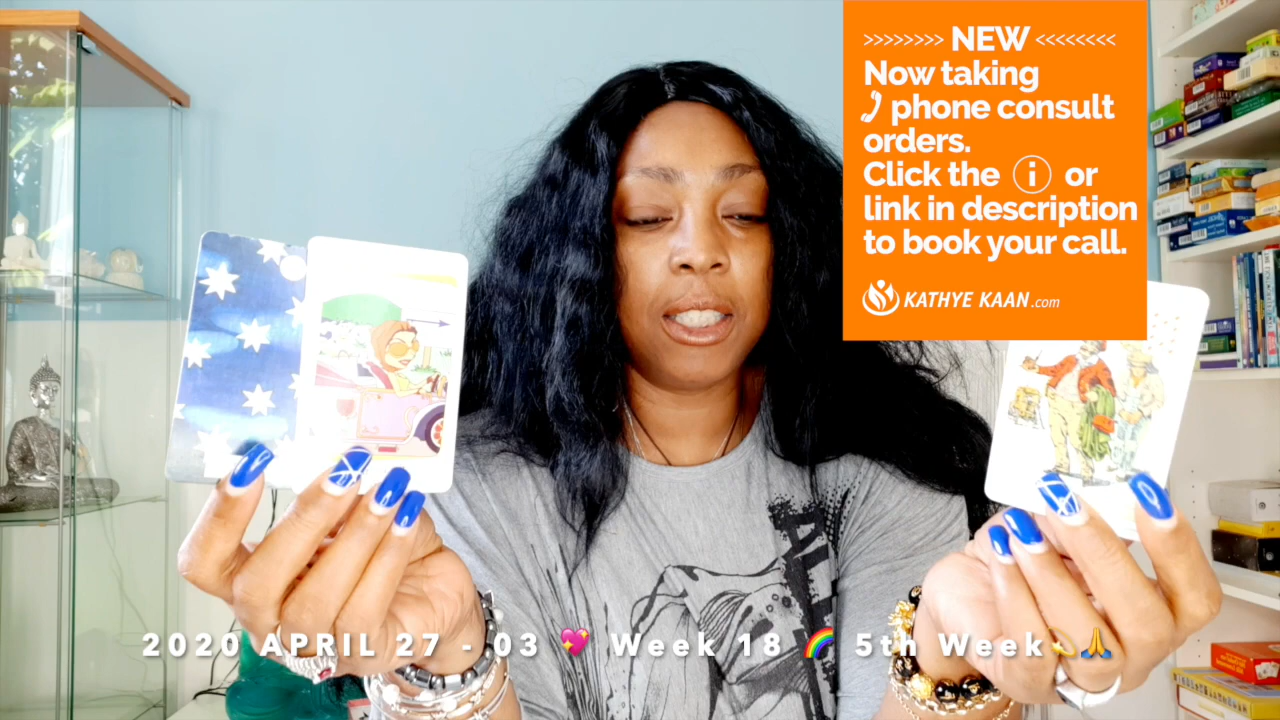 >>>>>>>> NEW <<<<<<<<
Now taking
phone consult
orders.
Click the ⓘ or
link in description
to book your call.
KATHYE KAAN.com
2020 APRIL 27 - 03 💖 Week 18 🌈 5th Week💫🙏